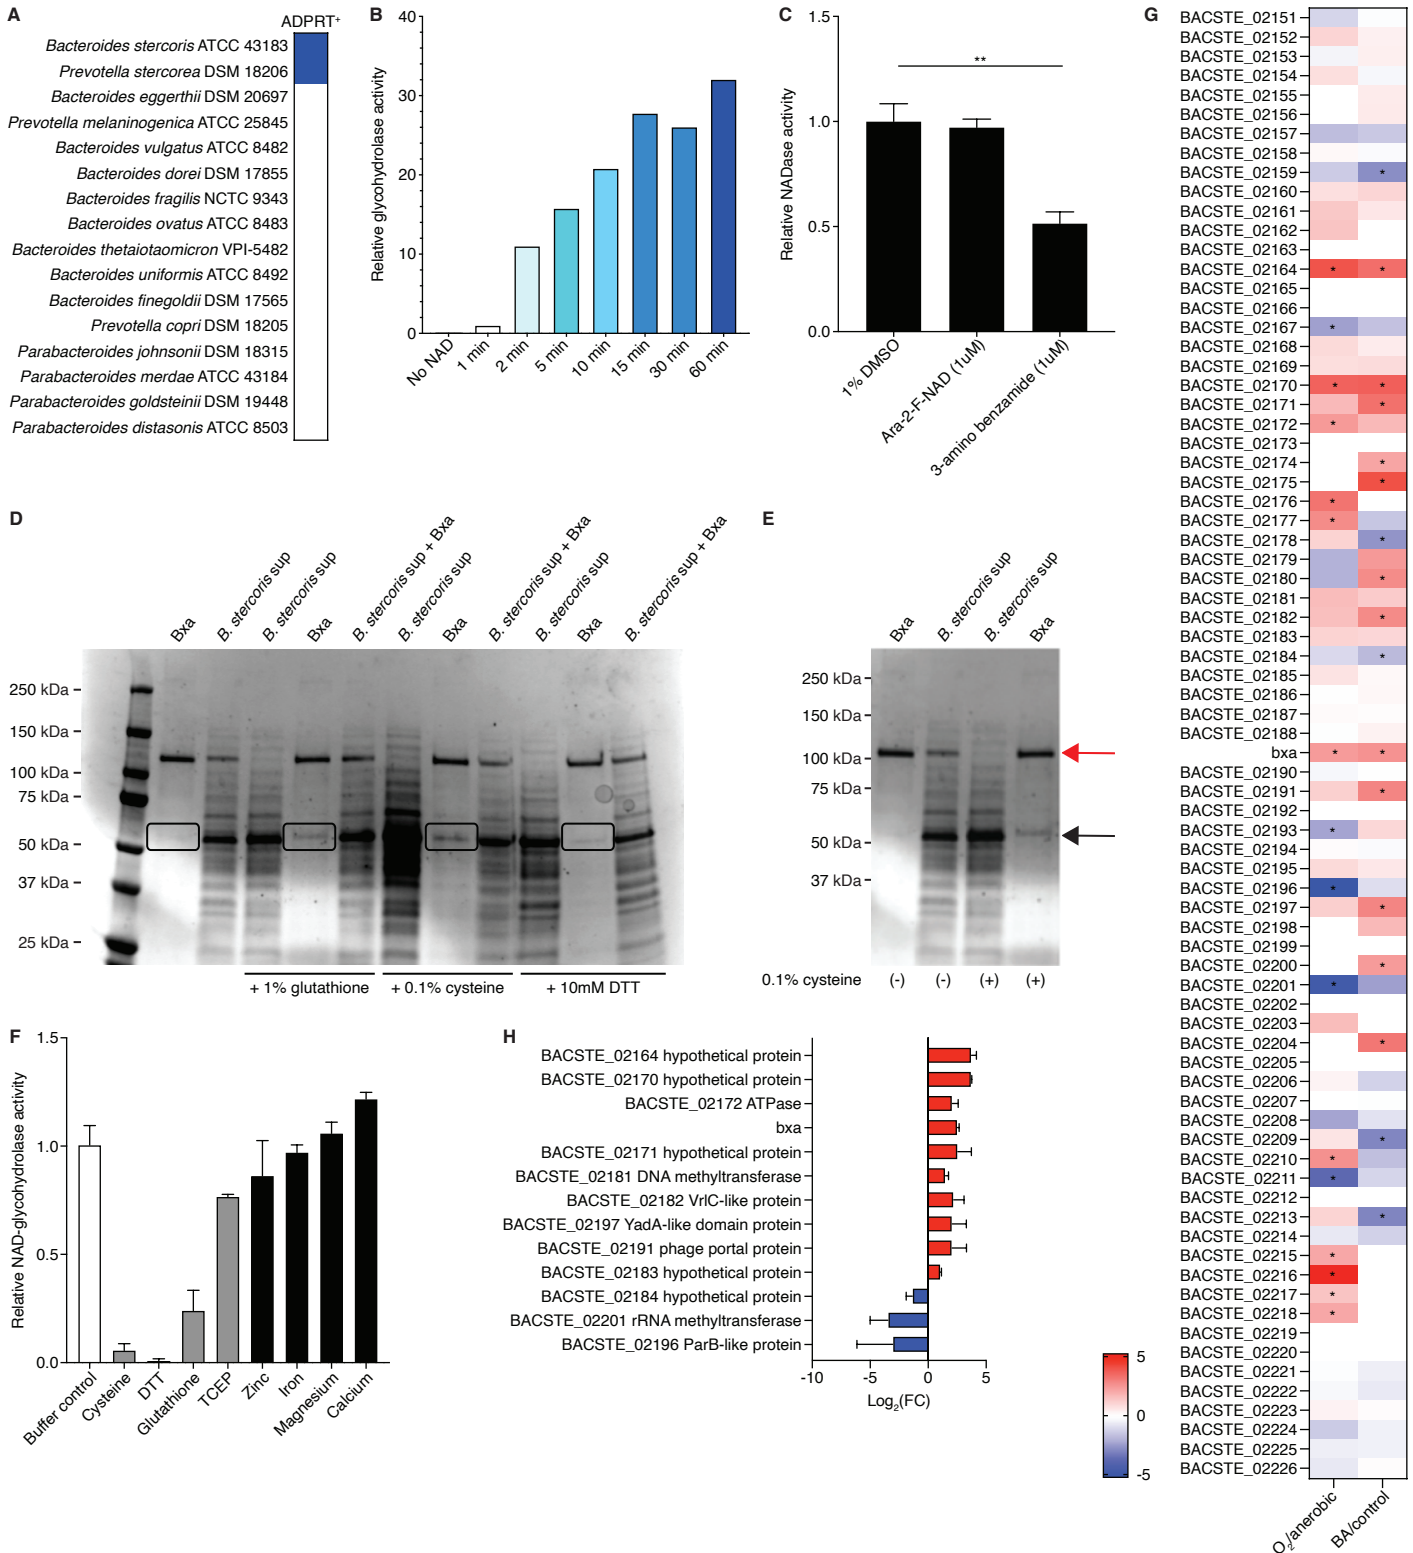 A
ADPRT+
Bacteroides stercoris ATCC 43183
Prevotella stercorea DSM 18206
Bacteroides eggerthii DSM 20697
Prevotella melaninogenica ATCC 25845
Bacteroides vulgatus ATCC 8482
Bacteroides dorei DSM 17855
Bacteroides fragilis NCTC 9343
Bacteroides ovatus ATCC 8483
Bacteroides thetaiotaomicron VPI-5482
Bacteroides uniformis ATCC 8492
Bacteroides finegoldii DSM 17565
Prevotella copri DSM 18205
Parabacteroides johnsonii DSM 18315
Parabacteroides merdae ATCC 43184
Parabacteroides goldsteinii DSM 19448
Parabacteroides distasonis ATCC 8503
B
Relative glycohydrolase activity
40
30
20
10
0
No NAD
1 min
2 min
5 min
10 min
15 min
30 min
60 min
C
Relative NADase activity
1.5
1.0
0.5
0.0
**
1% DMSO
Ara-2-F-NAD (1uM)
3-amino benzamide (1uM)
D
Bxa
B. stercoris sup
B. stercoris sup
Bxa
B. stercoris sup + Bxa
B. stercoris sup
Bxa
B. stercoris sup + Bxa
B. stercoris sup
Bxa
B. stercoris sup + Bxa
250 kDa
150 kDa
100 kDa
75 kDa
50 kDa
37 kDa
25 kDa
+ 1% glutathione
+ 0.1% cysteine
+ 10mM DTT
E
Bxa
B. stercoris sup
B. stercoris sup
Bxa
250 kDa
150 kDa
100 kDa
75 kDa
50 kDa
37 kDa
0.1% cysteine (-) (-) (+) (+)
F
Relative NAD-glycohydrolase activity
1.5
1.0
0.5
0.0
Buffer control
Cysteine
DTT
Glutathione
TCEP
Zinc
Iron
Magnesium
Calcium
H
BACSTE_02164 hypothetical protein
BACSTE_02170 hypothetical protein
BACSTE_02172 ATPase
bxa
BACSTE_02171 hypothetical protein
BACSTE_02181 DNA methyltransferase
BACSTE_02182 VrlC-like protein
BACSTE_02197 YadA-like domain protein
BACSTE_02191 phage portal protein
BACSTE_02183 hypothetical protein
BACSTE_02184 hypothetical protein
BACSTE_02201 rRNA methyltransferase
BACSTE_02196 ParB-like protein
-10 -5 0 5
Log2(FC)
5
0
-5
G
BACSTE_02151
BACSTE_02152
BACSTE_02153
BACSTE_02154
BACSTE_02155
BACSTE_02156
BACSTE_02157
BACSTE_02158
BACSTE_02159 *
BACSTE_02160
BACSTE_02161
BACSTE_02162
BACSTE_02163
BACSTE_02164 * *
BACSTE_02165
BACSTE_02166
BACSTE_02167 *
BACSTE_02168
BACSTE_02169
BACSTE_02170 * *
BACSTE_02171 *
BACSTE_02172 *
BACSTE_02173
BACSTE_02174 *
BACSTE_02175 *
BACSTE_02176 *
BACSTE_02177 *
BACSTE_02178 *
BACSTE_02179
BACSTE_02180 *
BACSTE_02181
BACSTE_02182 *
BACSTE_02183
BACSTE_02184 *
BACSTE_02185
BACSTE_02186
BACSTE_02187
BACSTE_02188
bxa * *
BACSTE_02190
BACSTE_02191 *
BACSTE_02192
BACSTE_02193 *
BACSTE_02194
BACSTE_02195
BACSTE_02196 *
BACSTE_02197 *
BACSTE_02198
BACSTE_02199
BACSTE_02200 *
BACSTE_02201 *
BACSTE_02202
BACSTE_02203
BACSTE_02204 *
BACSTE_02205
BACSTE_02206
BACSTE_02207
BACSTE_02208
BACSTE_02209 *
BACSTE_02210 *
BACSTE_02211 *
BACSTE_02212
BACSTE_02213 *
BACSTE_02214
BACSTE_02215 *
BACSTE_02216 *
BACSTE_02217 *
BACSTE_02218 *
BACSTE_02219
BACSTE_02220
BACSTE_02221
BACSTE_02222
BACSTE_02223
BACSTE_02224
BACSTE_02225
BACSTE_02226
O2/anerobic
BA/control